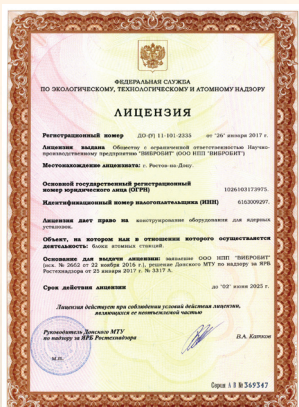 ФЕДЕРАЛЬНАЯ СЛУЖБА
ПО ЭКОЛОГИЧЕСКОМУ, ТЕХНОЛОГИЧЕСКОМУ И АТОМНОМУ НАДЗОРУ
ЛИЦЕНЗИЯ
Регистрационный номер ДО-(У) 11-101-2335 от "26" января 2017 г.
Лицензия выдана Обществу с ограниченной ответственностью Научно-
производственному предприятию "ВИБРОБИТ" (ООО НПП "ВИБРОБИТ")
Местонахождение лицензиата: г. Ростов-на-Дону.
Основной государственный регистрационный
номер юридического лица (ОГРН) 1026103173975.
Идентификационный номер налогоплательщика (ИНН) 6163009297.
Лицензия дает право на конструирование оборудования для ядерных
установок.
Объект, на котором или в отношении которого осуществляется
деятельность: блоки атомных станций.
Основание для выдачи лицензии: заявление ООО НПП "ВИБРОБИТ"
(исх. № 3602 от 22 ноября 2016 г.), решение Донского МТУ по надзору за ЯРБ
Ростехнадзора от 25 января 2017 г. № 3317 Л.
Срок действия лицензии до "02" июня 2025 г.
Лицензия действует при соблюдении условий действия лицензии,
являющихся ее неотъемлемой частью
Руководитель Донского МТУ
по надзору за ЯРБ Ростехнадзора В.А. Катков
М.П.
Серия А В № 369347